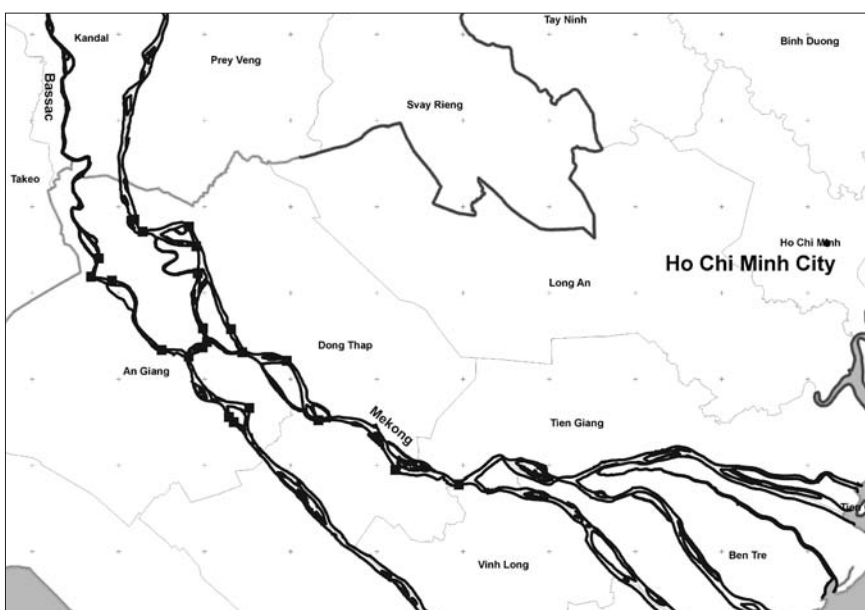 Tay Ninh
Kandal
Binh Duong
Prey Veng
Bassac
Svay Rieng
Takeo
Ho Chi Minh
Ho Chi Minh City
Long An
Dong Thap
An Giang
Mekong
Tien Giang
Tien
Ben Tre
Vinh Long